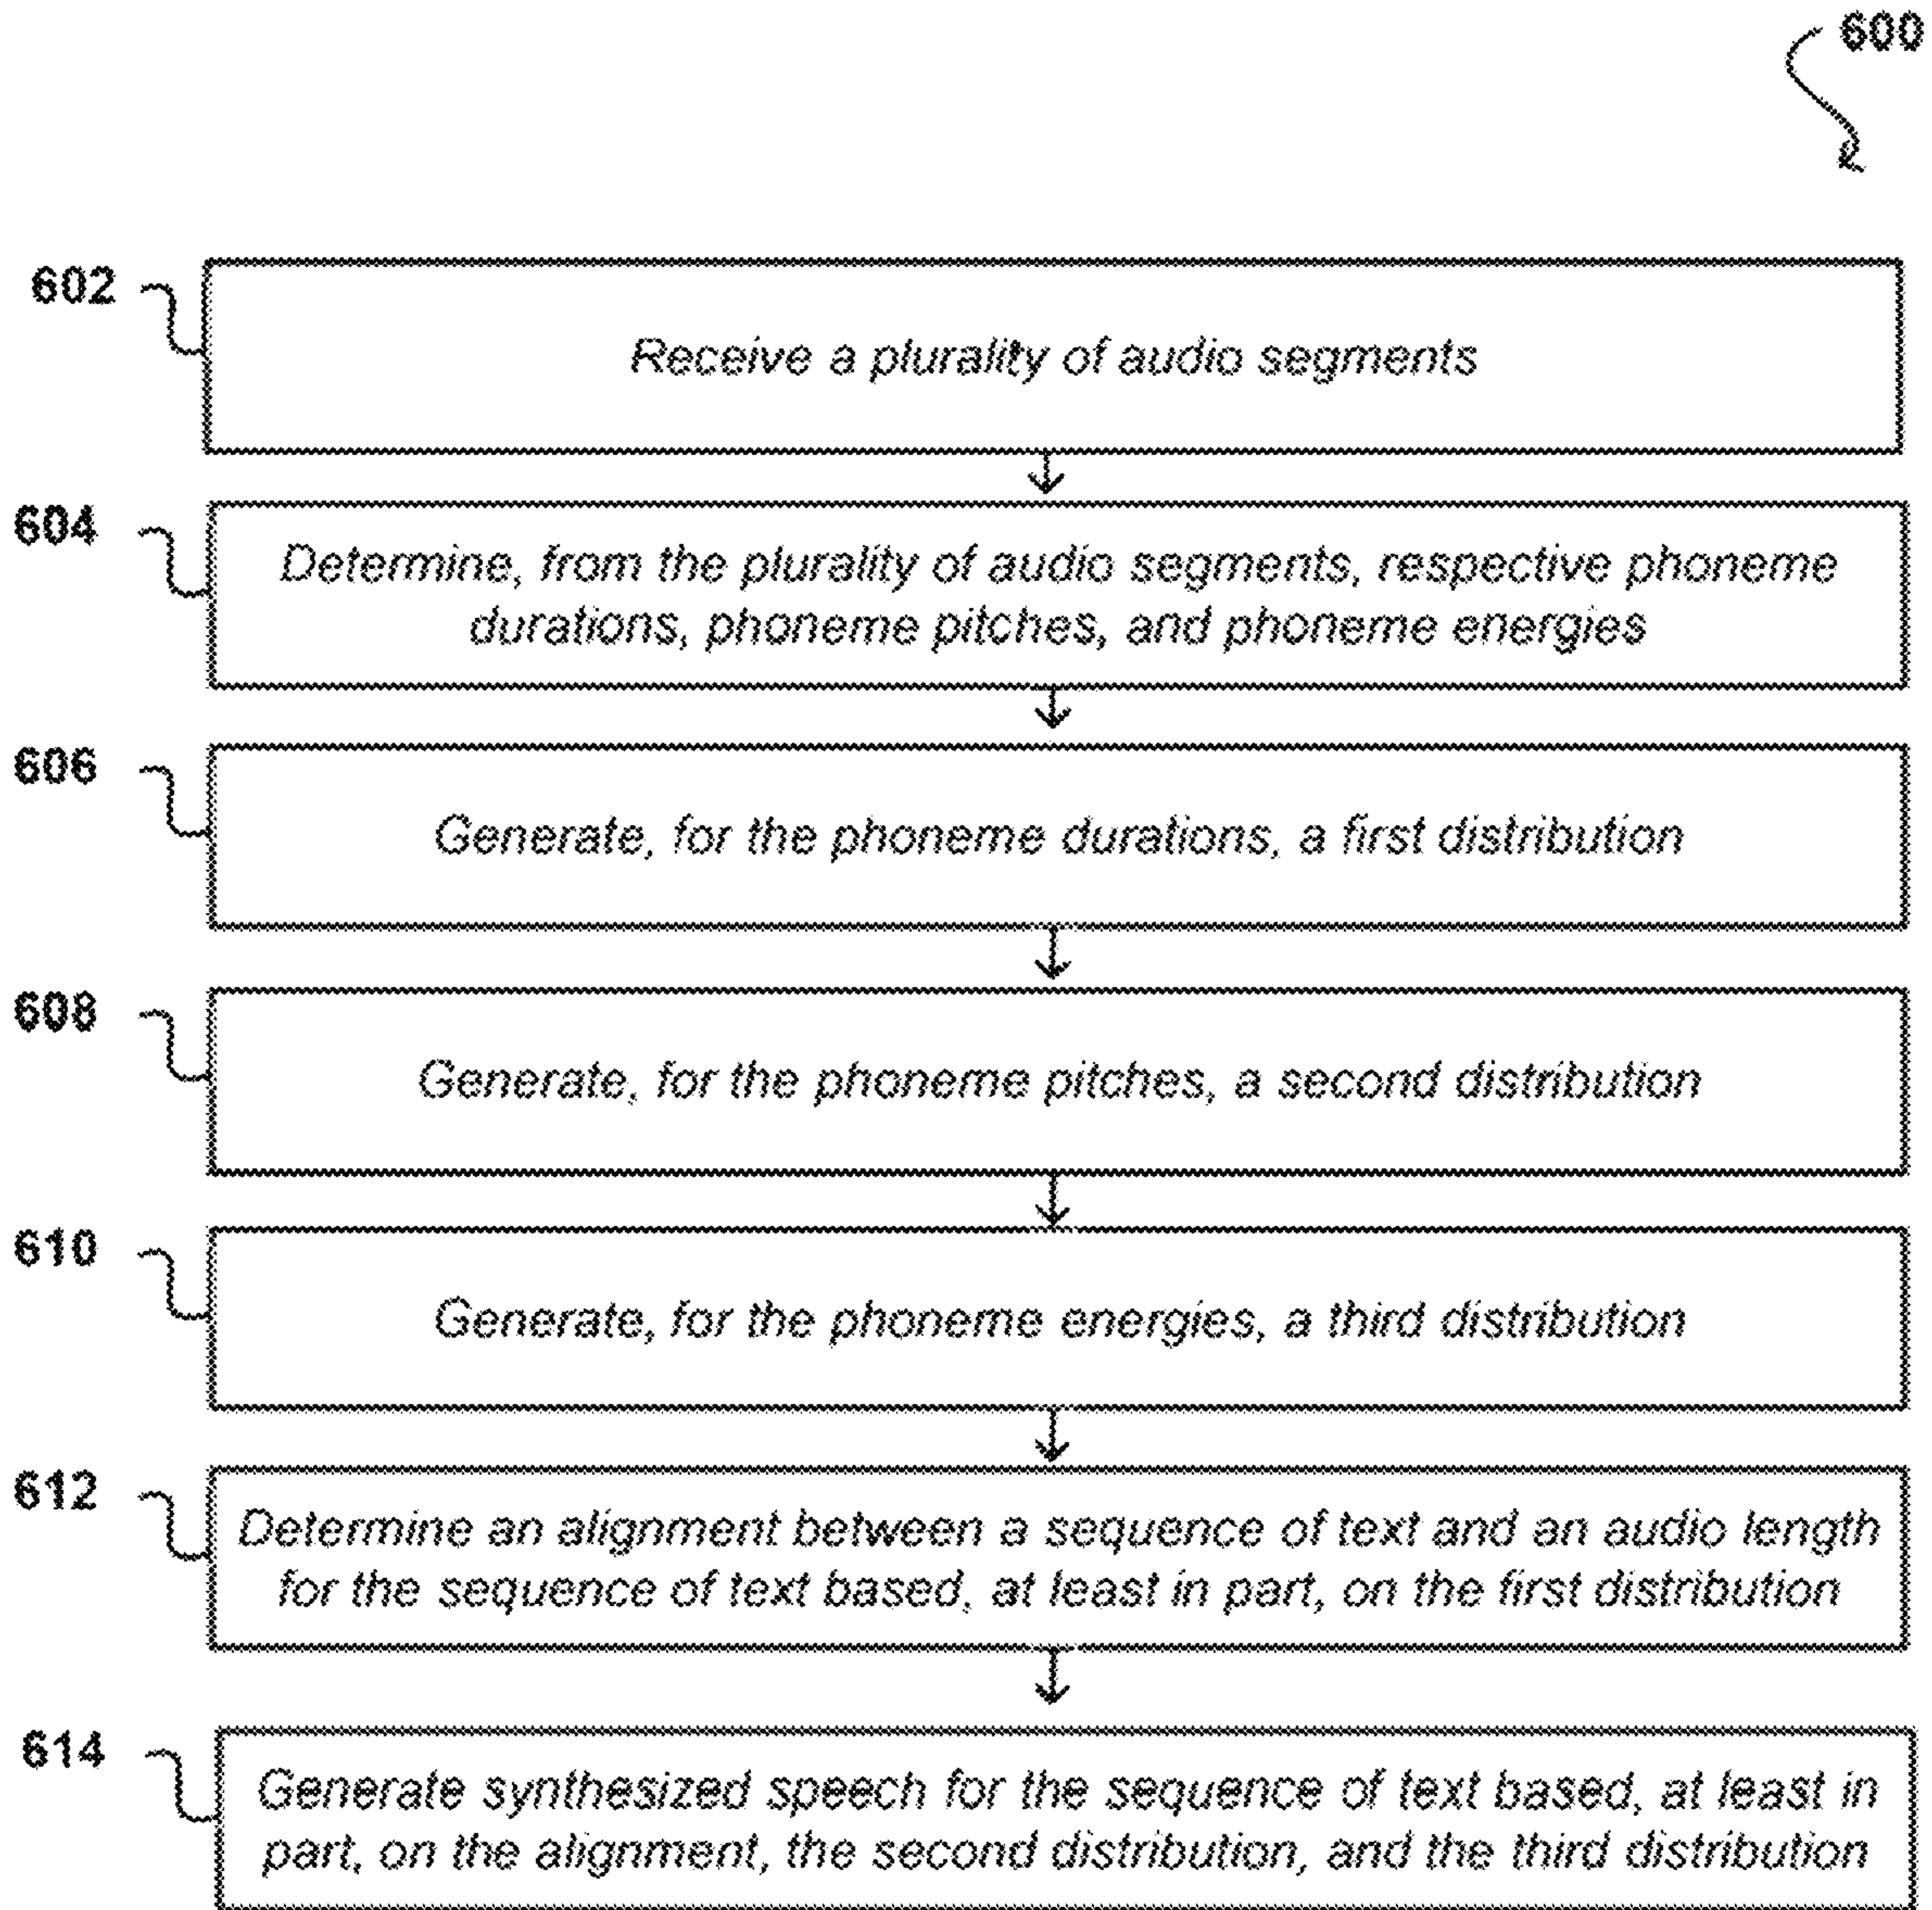 600
602
Receive a plurality of audio segments
604
Determine, from the plurality of audio segments, respective phoneme
durations, phoneme pitches, and phoneme energies
606
Generate, for the phoneme durations, a first distribution
608
Generate, for the phoneme pitches, a second distribution
610
Generate, for the phoneme energies, a third distribution
612
Determine an alignment between a sequence of text and an audio length
for the sequence of text based, at least in part, on the first distribution
614
Generate synthesized speech for the sequence of text based, at least in
part, on the alignment, the second distribution, and the third distribution